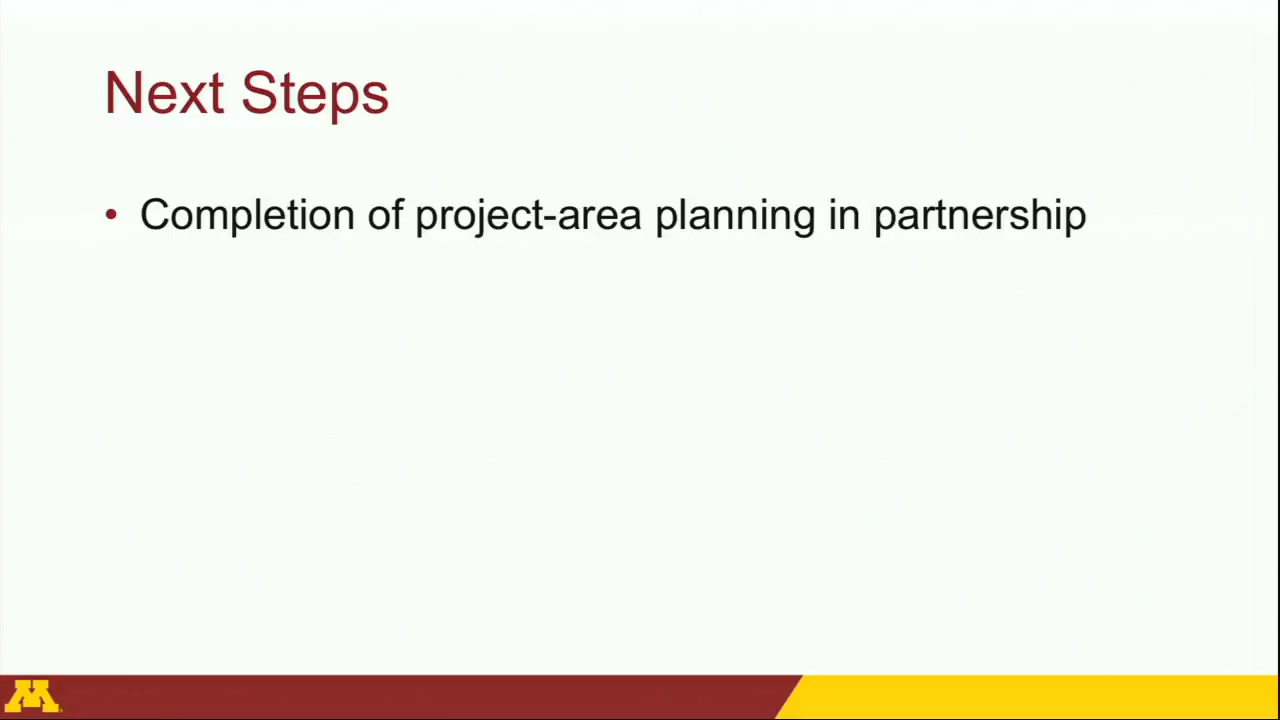 Next Steps
• Completion of project-area planning in partnership
M